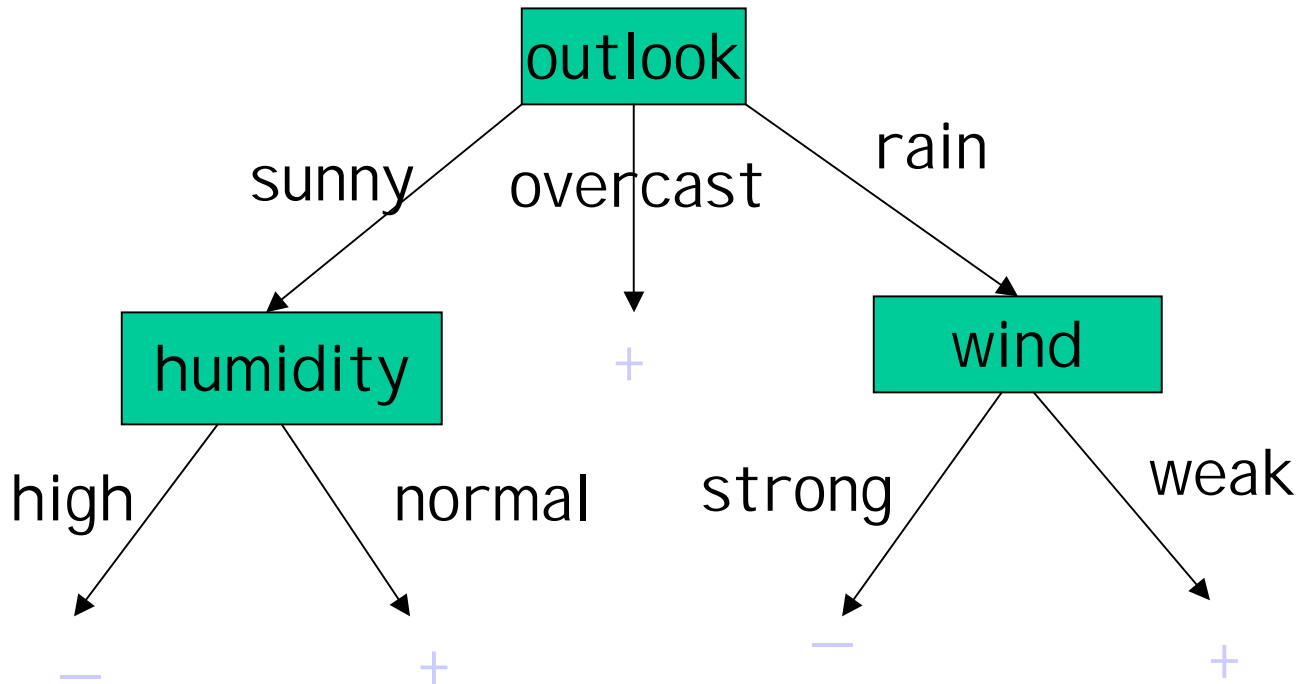 outlook
sunny
overcast
rain
humidity
+
wind
high
normal
strong
weak
—
+
—
+